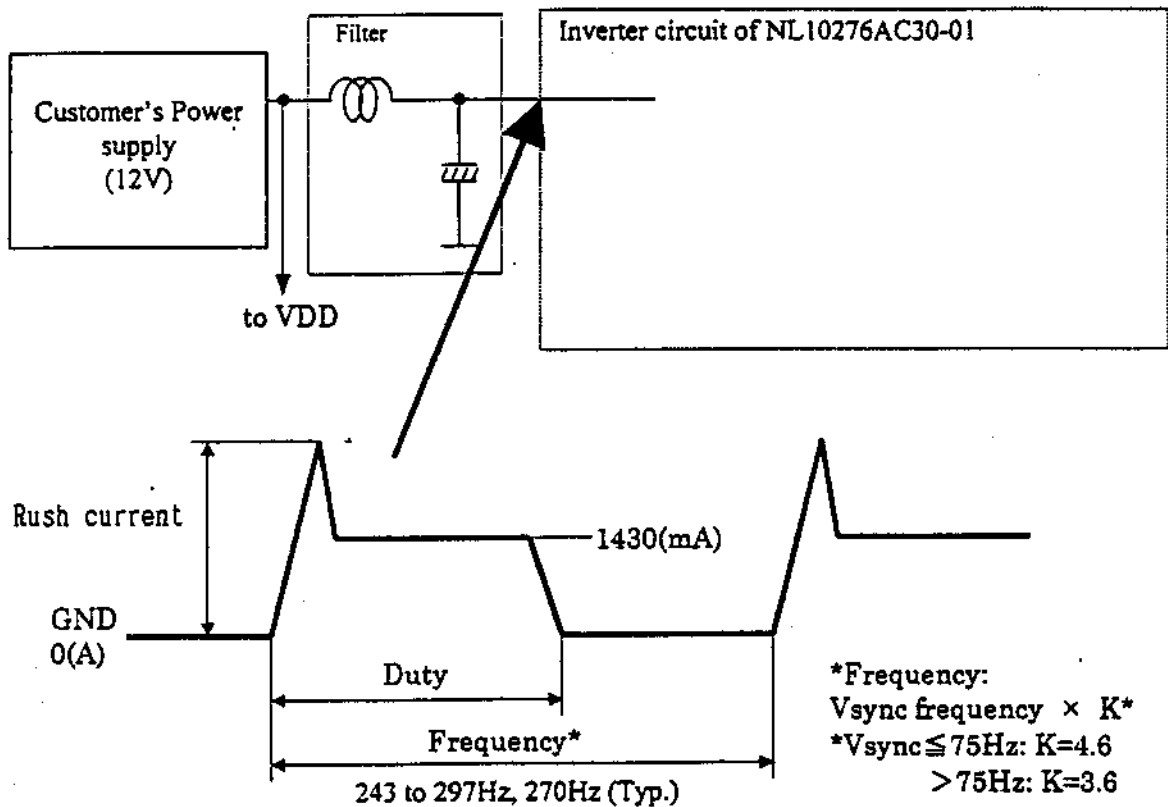 Filter
Inverter circuit of NL10276AC30-01
Customer's Power
supply
(12V)
to VDD
Rush current
1430(mA)
GND
0(A)
Duty
Frequency*
243 to 297Hz, 270Hz (Typ.)
*Frequency:
Vsync frequency × K*
*Vsync≦75Hz: K=4.6
>75Hz: K=3.6